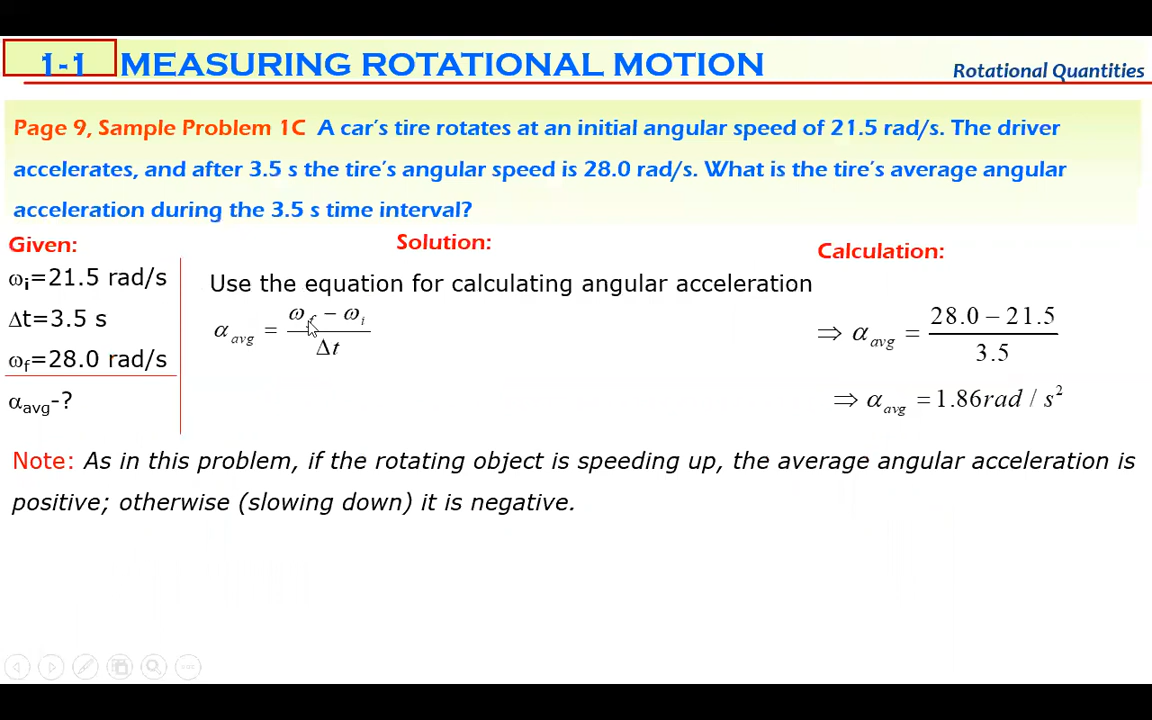 1-1 MEASURING ROTATIONAL MOTION
Rotational Quantities
Page 9, Sample Problem 1C A car's tire rotates at an initial angular speed of 21.5 rad/s. The driver
accelerates, and after 3.5 s the tire's angular speed is 28.0 rad/s. What is the tire's average angular
acceleration during the 3.5 s time interval?
Given:
ωi=21.5 rad/s
Δt=3.5 s
ωf=28.0 rad/s
αavg-?
Solution:
Use the equation for calculating angular acceleration
α avg = ω f − ω i / Δt
Calculation:
⇒ α avg = 28.0 − 21.5 / 3.5
⇒ α avg = 1.86 rad / s²
Note: As in this problem, if the rotating object is speeding up, the average angular acceleration is
positive; otherwise (slowing down) it is negative.